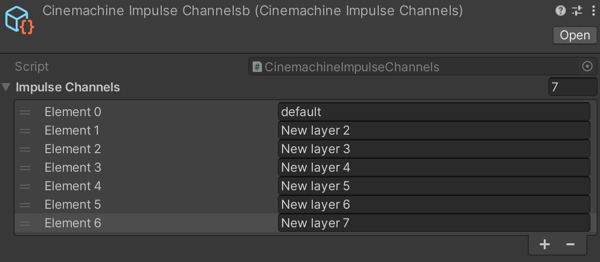 Cinemachine Impulse Channelsb (Cinemachine Impulse Channels)
Open
Script CinemachineImpulseChannels
Impulse Channels 7
Element 0 default
Element 1 New layer 2
Element 2 New layer 3
Element 3 New layer 4
Element 4 New layer 5
Element 5 New layer 6
Element 6 New layer 7